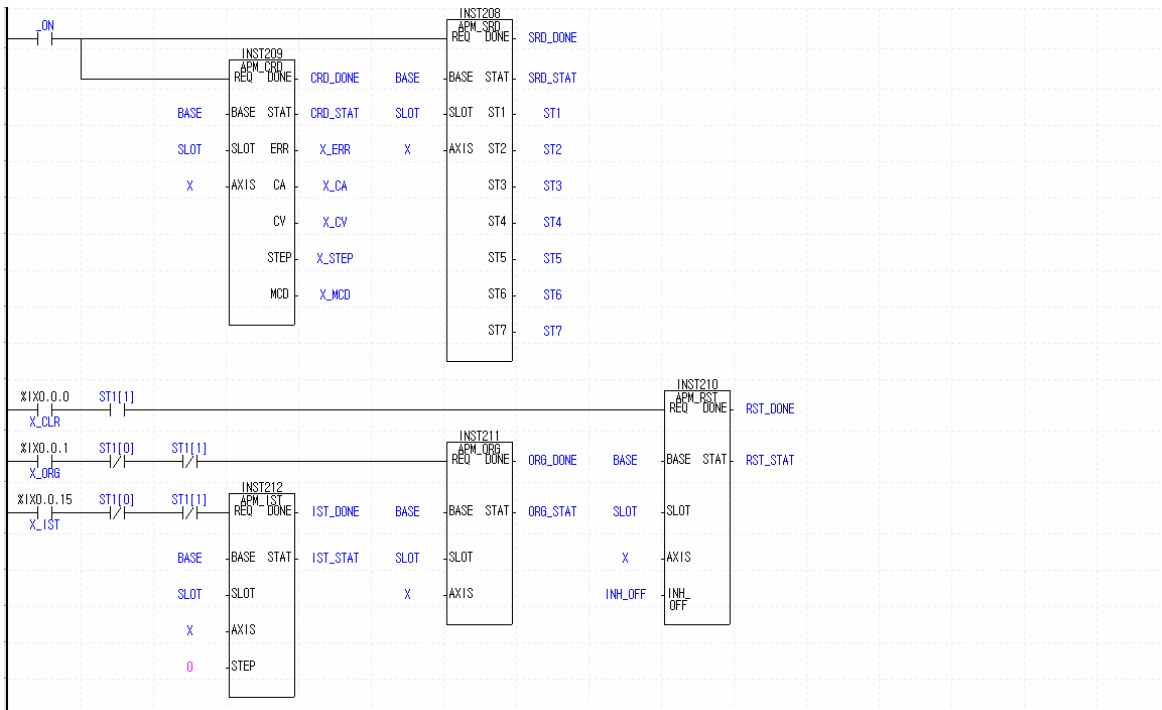 INST208
_ON APM_SRD
REQ DONE SRD_DONE
INST209
APM_CRD
REQ DONE CRD_DONE BASE BASE STAT SRD_STAT
BASE BASE STAT CRD_STAT SLOT SLOT ST1 ST1
SLOT SLOT ERR X_ERR X AXIS ST2 ST2
X AXIS CA X_CA ST3 ST3
CV X_CV ST4 ST4
STEP X_STEP ST5 ST5
MCD X_MCD ST6 ST6
ST7 ST7
INST210
%IX0.0.0 ST1[1] APM_RST
REQ DONE RST_DONE
X_CLR
INST211
%IX0.0.1 ST1[0] ST1[1] APM_ORG
REQ DONE ORG_DONE BASE BASE STAT RST_STAT
X_ORG
INST212
%IX0.0.15 ST1[0] ST1[1] APM_IST
REQ DONE IST_DONE BASE BASE STAT ORG_STAT SLOT SLOT
X_IST
BASE BASE STAT IST_STAT SLOT SLOT X AXIS
SLOT SLOT X AXIS INH_OFF INH_
OFF
X AXIS
0 STEP